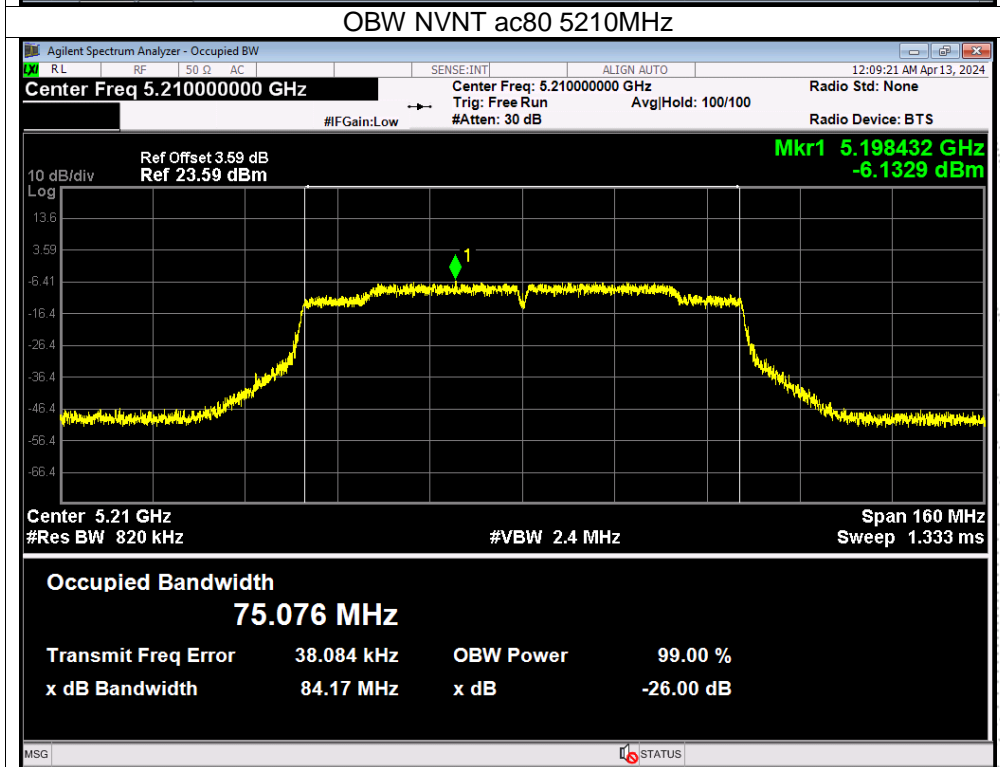 OBW NVNT ac80 5210MHz
Agilent Spectrum Analyzer - Occupied BW
LXI RL RF 50 Ω AC SENSE:INT ALIGN AUTO 12:09:21 AM Apr 13, 2024
Center Freq 5.210000000 GHz Center Freq: 5.210000000 GHz Radio Std: None
Trig: Free Run Avg|Hold: 100/100
#IFGain:Low #Atten: 30 dB Radio Device: BTS
Ref Offset 3.59 dB Mkr1 5.198432 GHz
10 dB/div Ref 23.59 dBm -6.1329 dBm
Log
13.6
3.59
1
-6.41
-16.4
-26.4
-36.4
-46.4
-56.4
-66.4
Center 5.21 GHz Span 160 MHz
#Res BW 820 kHz #VBW 2.4 MHz Sweep 1.333 ms
Occupied Bandwidth
75.076 MHz
Transmit Freq Error 38.084 kHz OBW Power 99.00 %
x dB Bandwidth 84.17 MHz x dB -26.00 dB
MSG STATUS